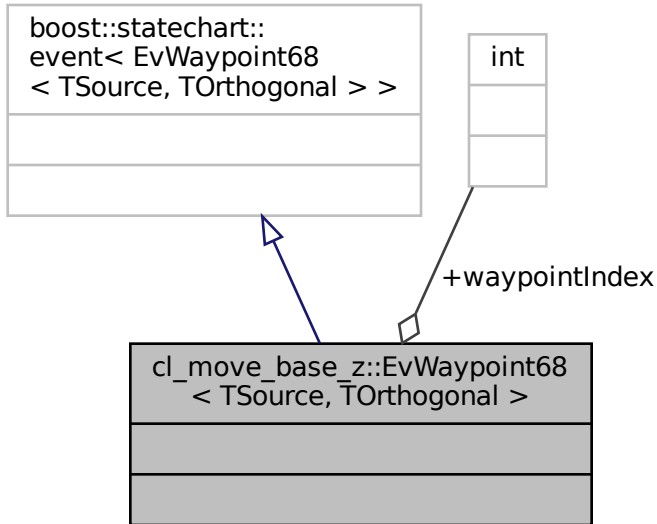 boost::statechart::
event< EvWaypoint68
< TSource, TOrthogonal > >
int
+waypointIndex
cl_move_base_z::EvWaypoint68
< TSource, TOrthogonal >